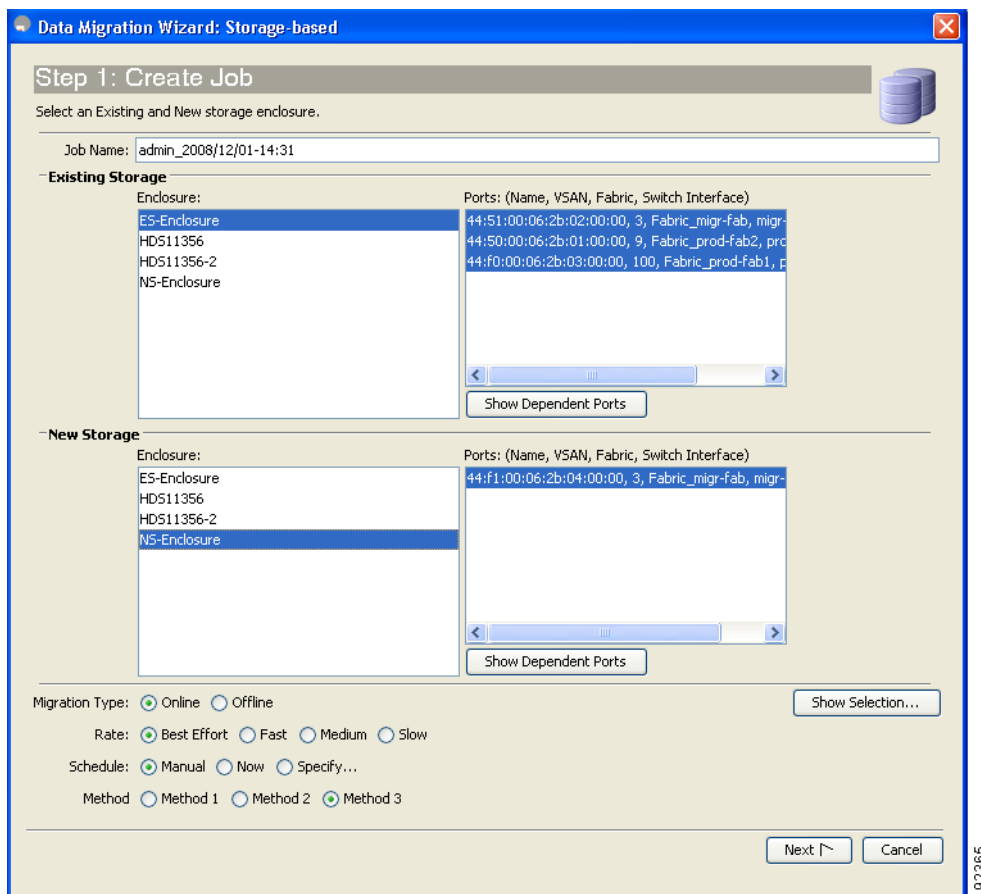 Data Migration Wizard: Storage-based
Step 1: Create Job
Select an Existing and New storage enclosure.
Job Name: admin_2008/12/01-14:31
Existing Storage
Enclosure:
ES-Enclosure
HDS11356
HDS11356-2
NS-Enclosure
Ports: (Name, VSAN, Fabric, Switch Interface)
44:51:00:06:2b:02:00:00, 3, Fabric_migr-fab, migr-
44:50:00:06:2b:01:00:00, 9, Fabric_prod-fab2, prc
44:f0:00:06:2b:03:00:00, 100, Fabric_prod-fab1, p
Show Dependent Ports
New Storage
Enclosure:
ES-Enclosure
HDS11356
HDS11356-2
NS-Enclosure
Ports: (Name, VSAN, Fabric, Switch Interface)
44:f1:00:06:2b:04:00:00, 3, Fabric_migr-fab, migr-
Show Dependent Ports
Migration Type: Online Offline
Show Selection...
Rate: Best Effort Fast Medium Slow
Schedule: Manual Now Specify...
Method Method 1 Method 2 Method 3
Next Cancel